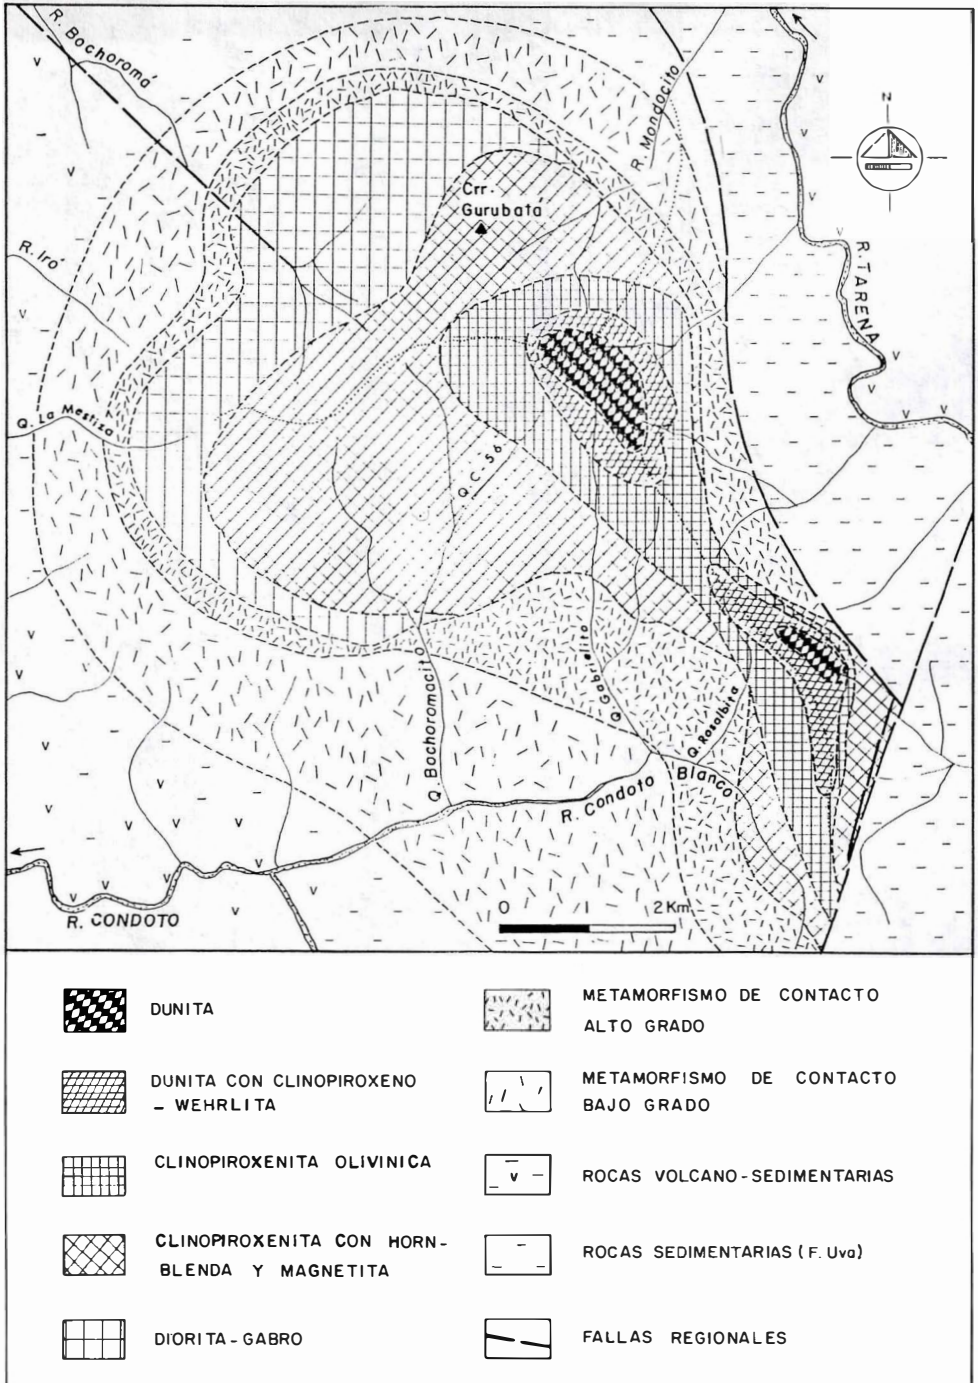 R. Bochoromá
R. Mondocito
N
Crr.
Gurubatá
R. Iró
R. TARENA
Q. La Mestiza
Q C-56
Q. Bochoromacito
Q Gabrielito
Q. Rosalbita
R. Condoto Blanco
R. CONDOTO
0 1 2 Km
DUNITA
DUNITA CON CLINOPIROXENO
- WEHRLITA
CLINOPIROXENITA OLIVINICA
CLINOPIROXENITA CON HORN-
BLENDA Y MAGNETITA
DIORITA - GABRO
METAMORFISMO DE CONTACTO
ALTO GRADO
METAMORFISMO DE CONTACTO
BAJO GRADO
v
ROCAS VOLCANO-SEDIMENTARIAS
ROCAS SEDIMENTARIAS (F. Uva)
FALLAS REGIONALES